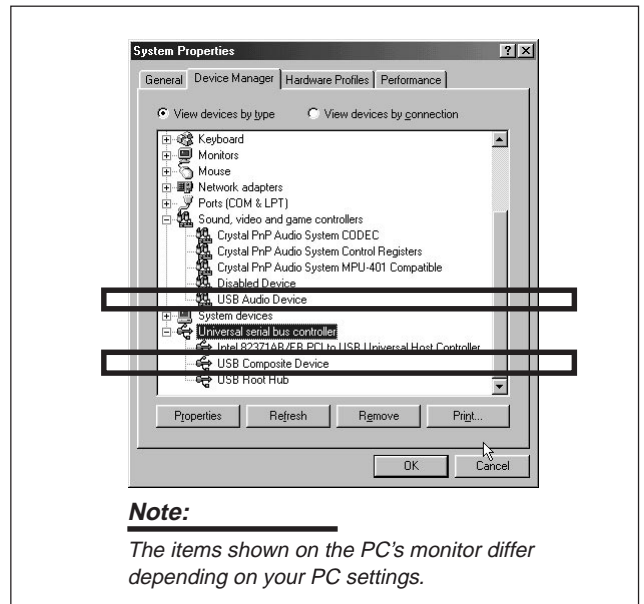 System Properties
General Device Manager Hardware Profiles Performance
View devices by type View devices by connection
Keyboard
Monitors
Mouse
Network adapters
Ports (COM & LPT)
Sound, video and game controllers
Crystal PnP Audio System CODEC
Crystal PnP Audio System Control Registers
Crystal PnP Audio System MPU-401 Compatible
Disabled Device
USB Audio Device
System devices
Universal serial bus controller
Intel 82371AB/EB PCI to USB Universal Host Controller
USB Composite Device
USB Root Hub
Properties Refresh Remove Print...
OK Cancel
Note:
The items shown on the PC's monitor differ
depending on your PC settings.